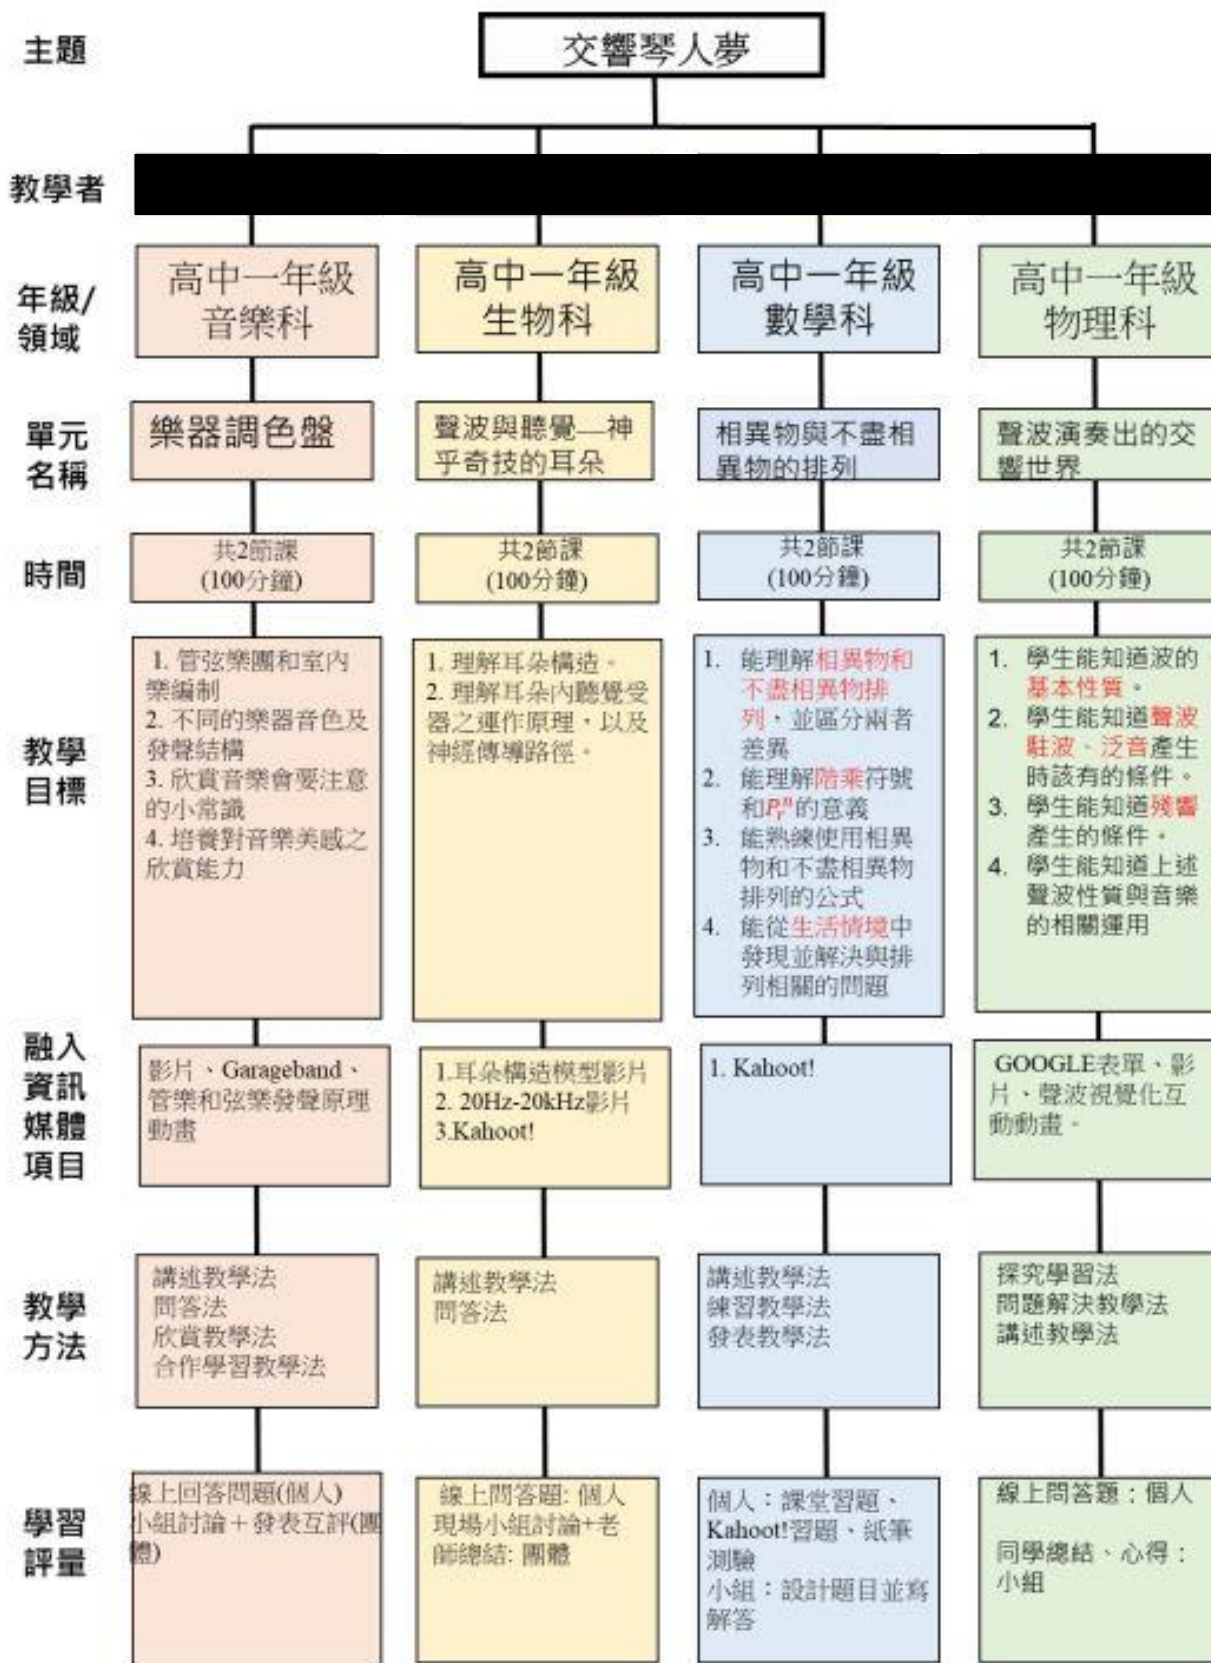 主題
交響琴人夢
教學者
年級/
領域
高中一年級
音樂科
高中一年級
生物科
高中一年級
數學科
高中一年級
物理科
單元
名稱
樂器調色盤
聲波與聽覺—神
乎奇技的耳朵
相異物與不盡相
異物的排列
聲波演奏出的交
響世界
時間
共2節課
(100分鐘)
共2節課
(100分鐘)
共2節課
(100分鐘)
共2節課
(100分鐘)
教學
目標
1. 管弦樂團和室內
樂編制
2. 不同的樂器音色及
發聲結構
3. 欣賞音樂會要注意
的小常識
4. 培養對音樂美感之
欣賞能力
1. 理解耳朵構造。
2. 理解耳朵內聽覺受
器之運作原理，以及
神經傳導路徑。
1. 能理解相異物和
不盡相異物排
列，並區分兩者
差異
2. 能理解階乘符號
和Pᵣⁿ的意義
3. 能熟練使用相異
物和不盡相異物
排列的公式
4. 能從生活情境中
發現並解決與排
列相關的問題
1. 學生能知道波的
基本性質。
2. 學生能知道聲波
駐波、泛音產生
時該有的條件。
3. 學生能知道殘響
產生的條件。
4. 學生能知道上述
聲波性質與音樂
的相關運用
融入
資訊
媒體
項目
影片、Garageband、
管樂和弦樂發聲原理
動畫
1.耳朵構造模型影片
2. 20Hz-20kHz影片
3.Kahoot!
1. Kahoot!
GOOGLE表單、影
片、聲波視覺化互
動動畫。
教學
方法
講述教學法
問答法
欣賞教學法
合作學習教學法
講述教學法
問答法
講述教學法
練習教學法
發表教學法
探究學習法
問題解決教學法
講述教學法
學習
評量
線上回答問題(個人)
小組討論＋發表互評(團
體)
線上問答題: 個人
現場小組討論+老
師總結: 團體
個人：課堂習題、
Kahoot!習題、紙筆
測驗
小組：設計題目並寫
解答
線上問答題：個人
同學總結、心得：
小組